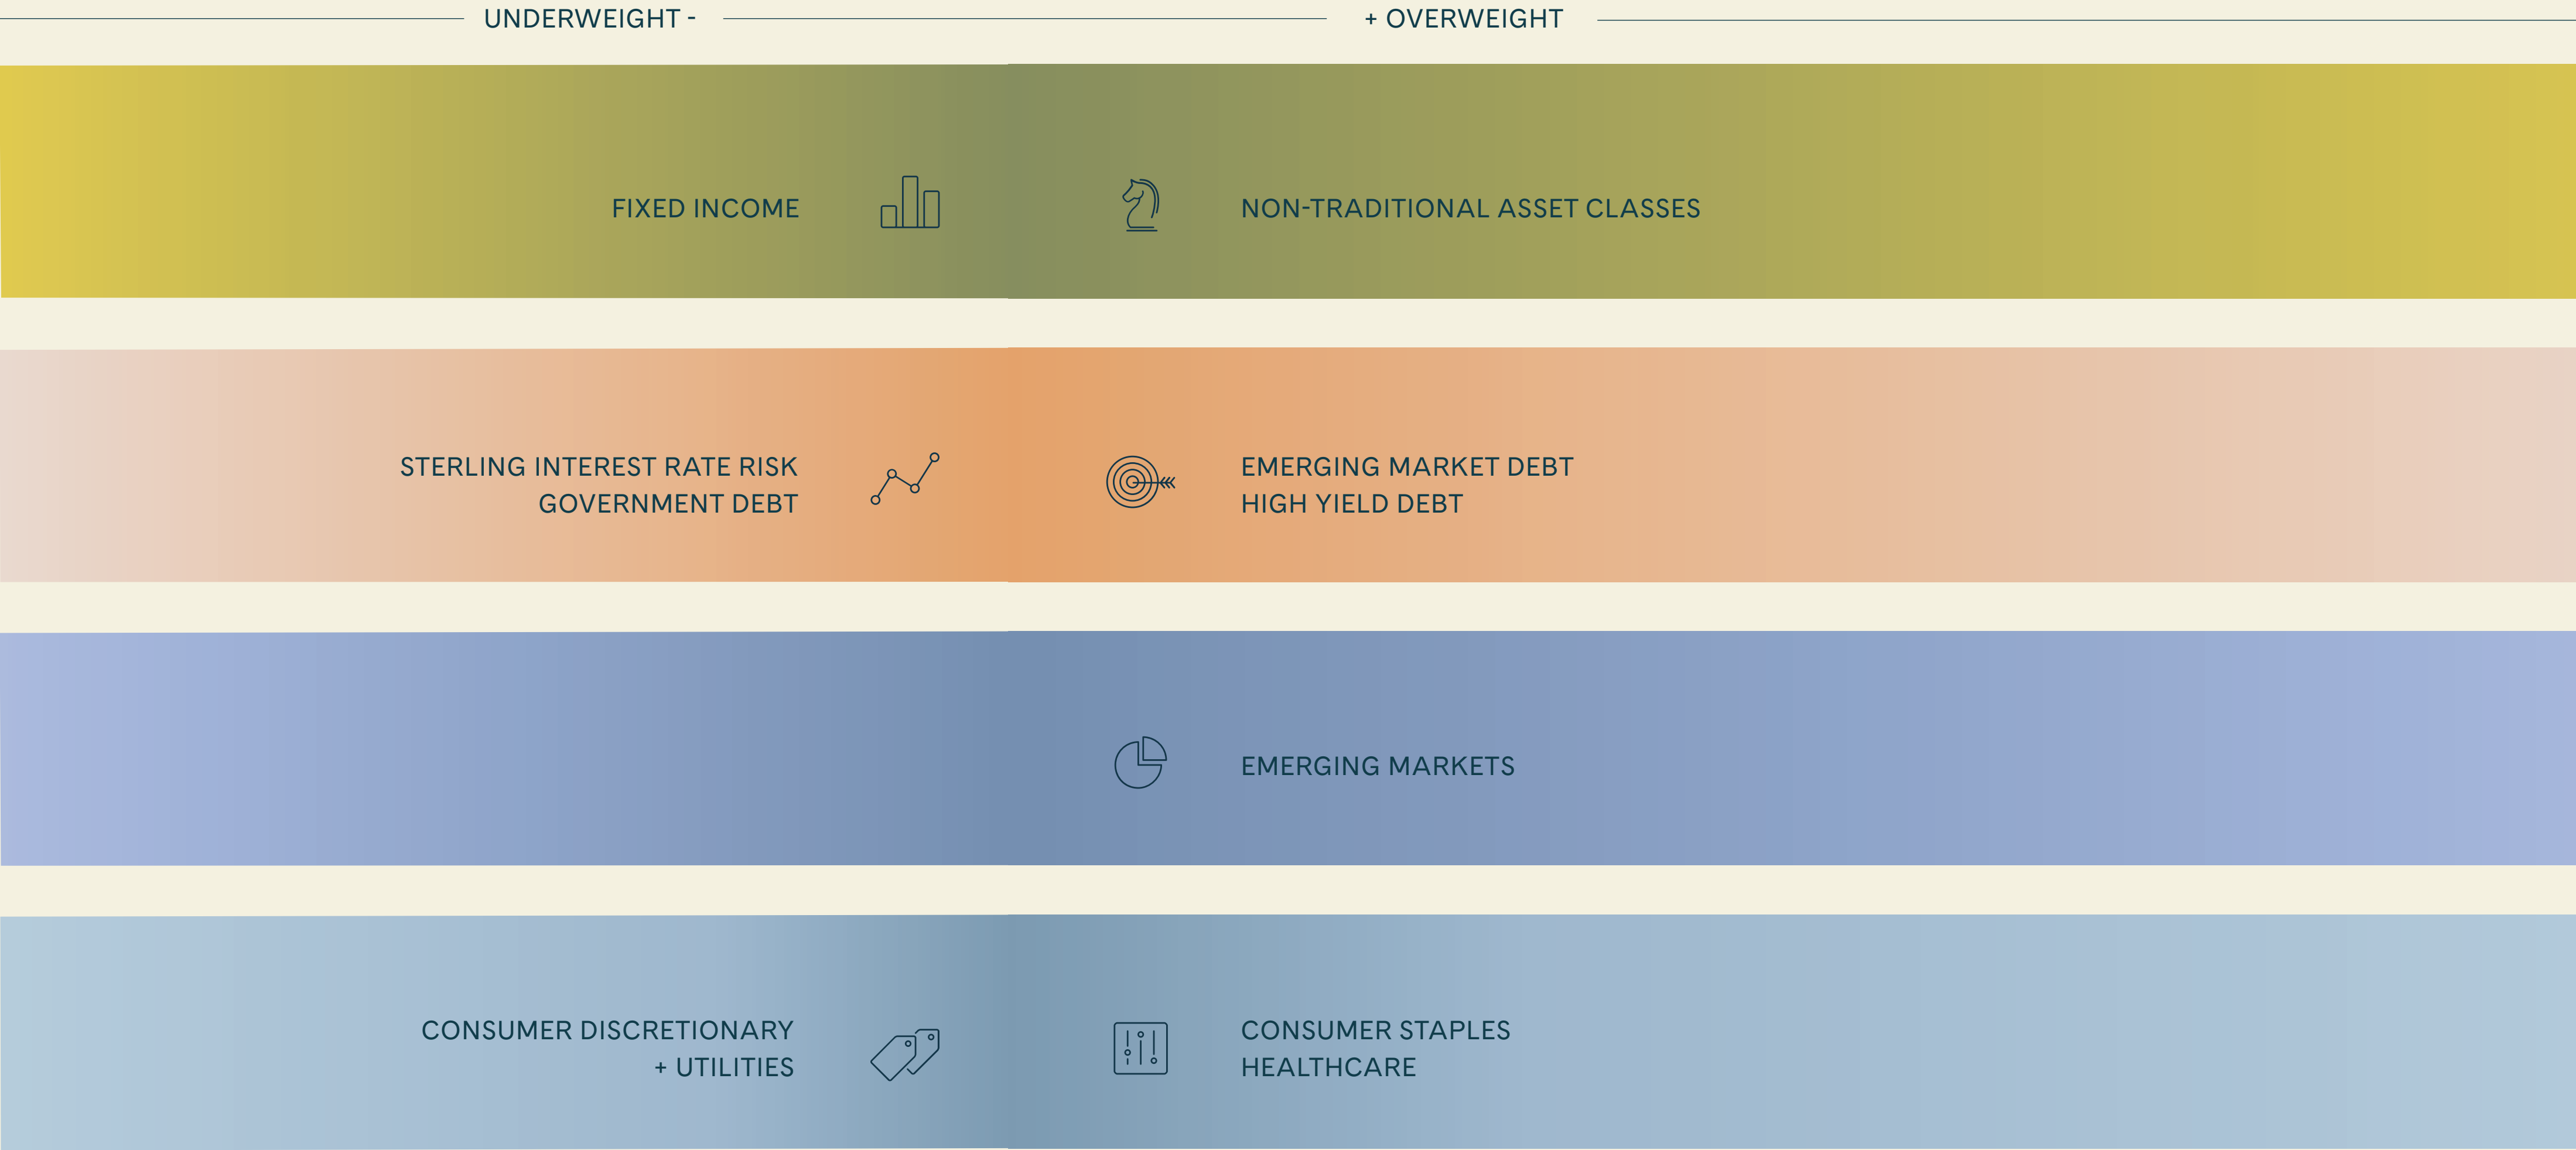 UNDERWEIGHT -
+ OVERWEIGHT
FIXED INCOME
NON-TRADITIONAL ASSET CLASSES
STERLING INTEREST RATE RISK
GOVERNMENT DEBT
EMERGING MARKET DEBT
HIGH YIELD DEBT
EMERGING MARKETS
CONSUMER DISCRETIONARY
+ UTILITIES
CONSUMER STAPLES
HEALTHCARE